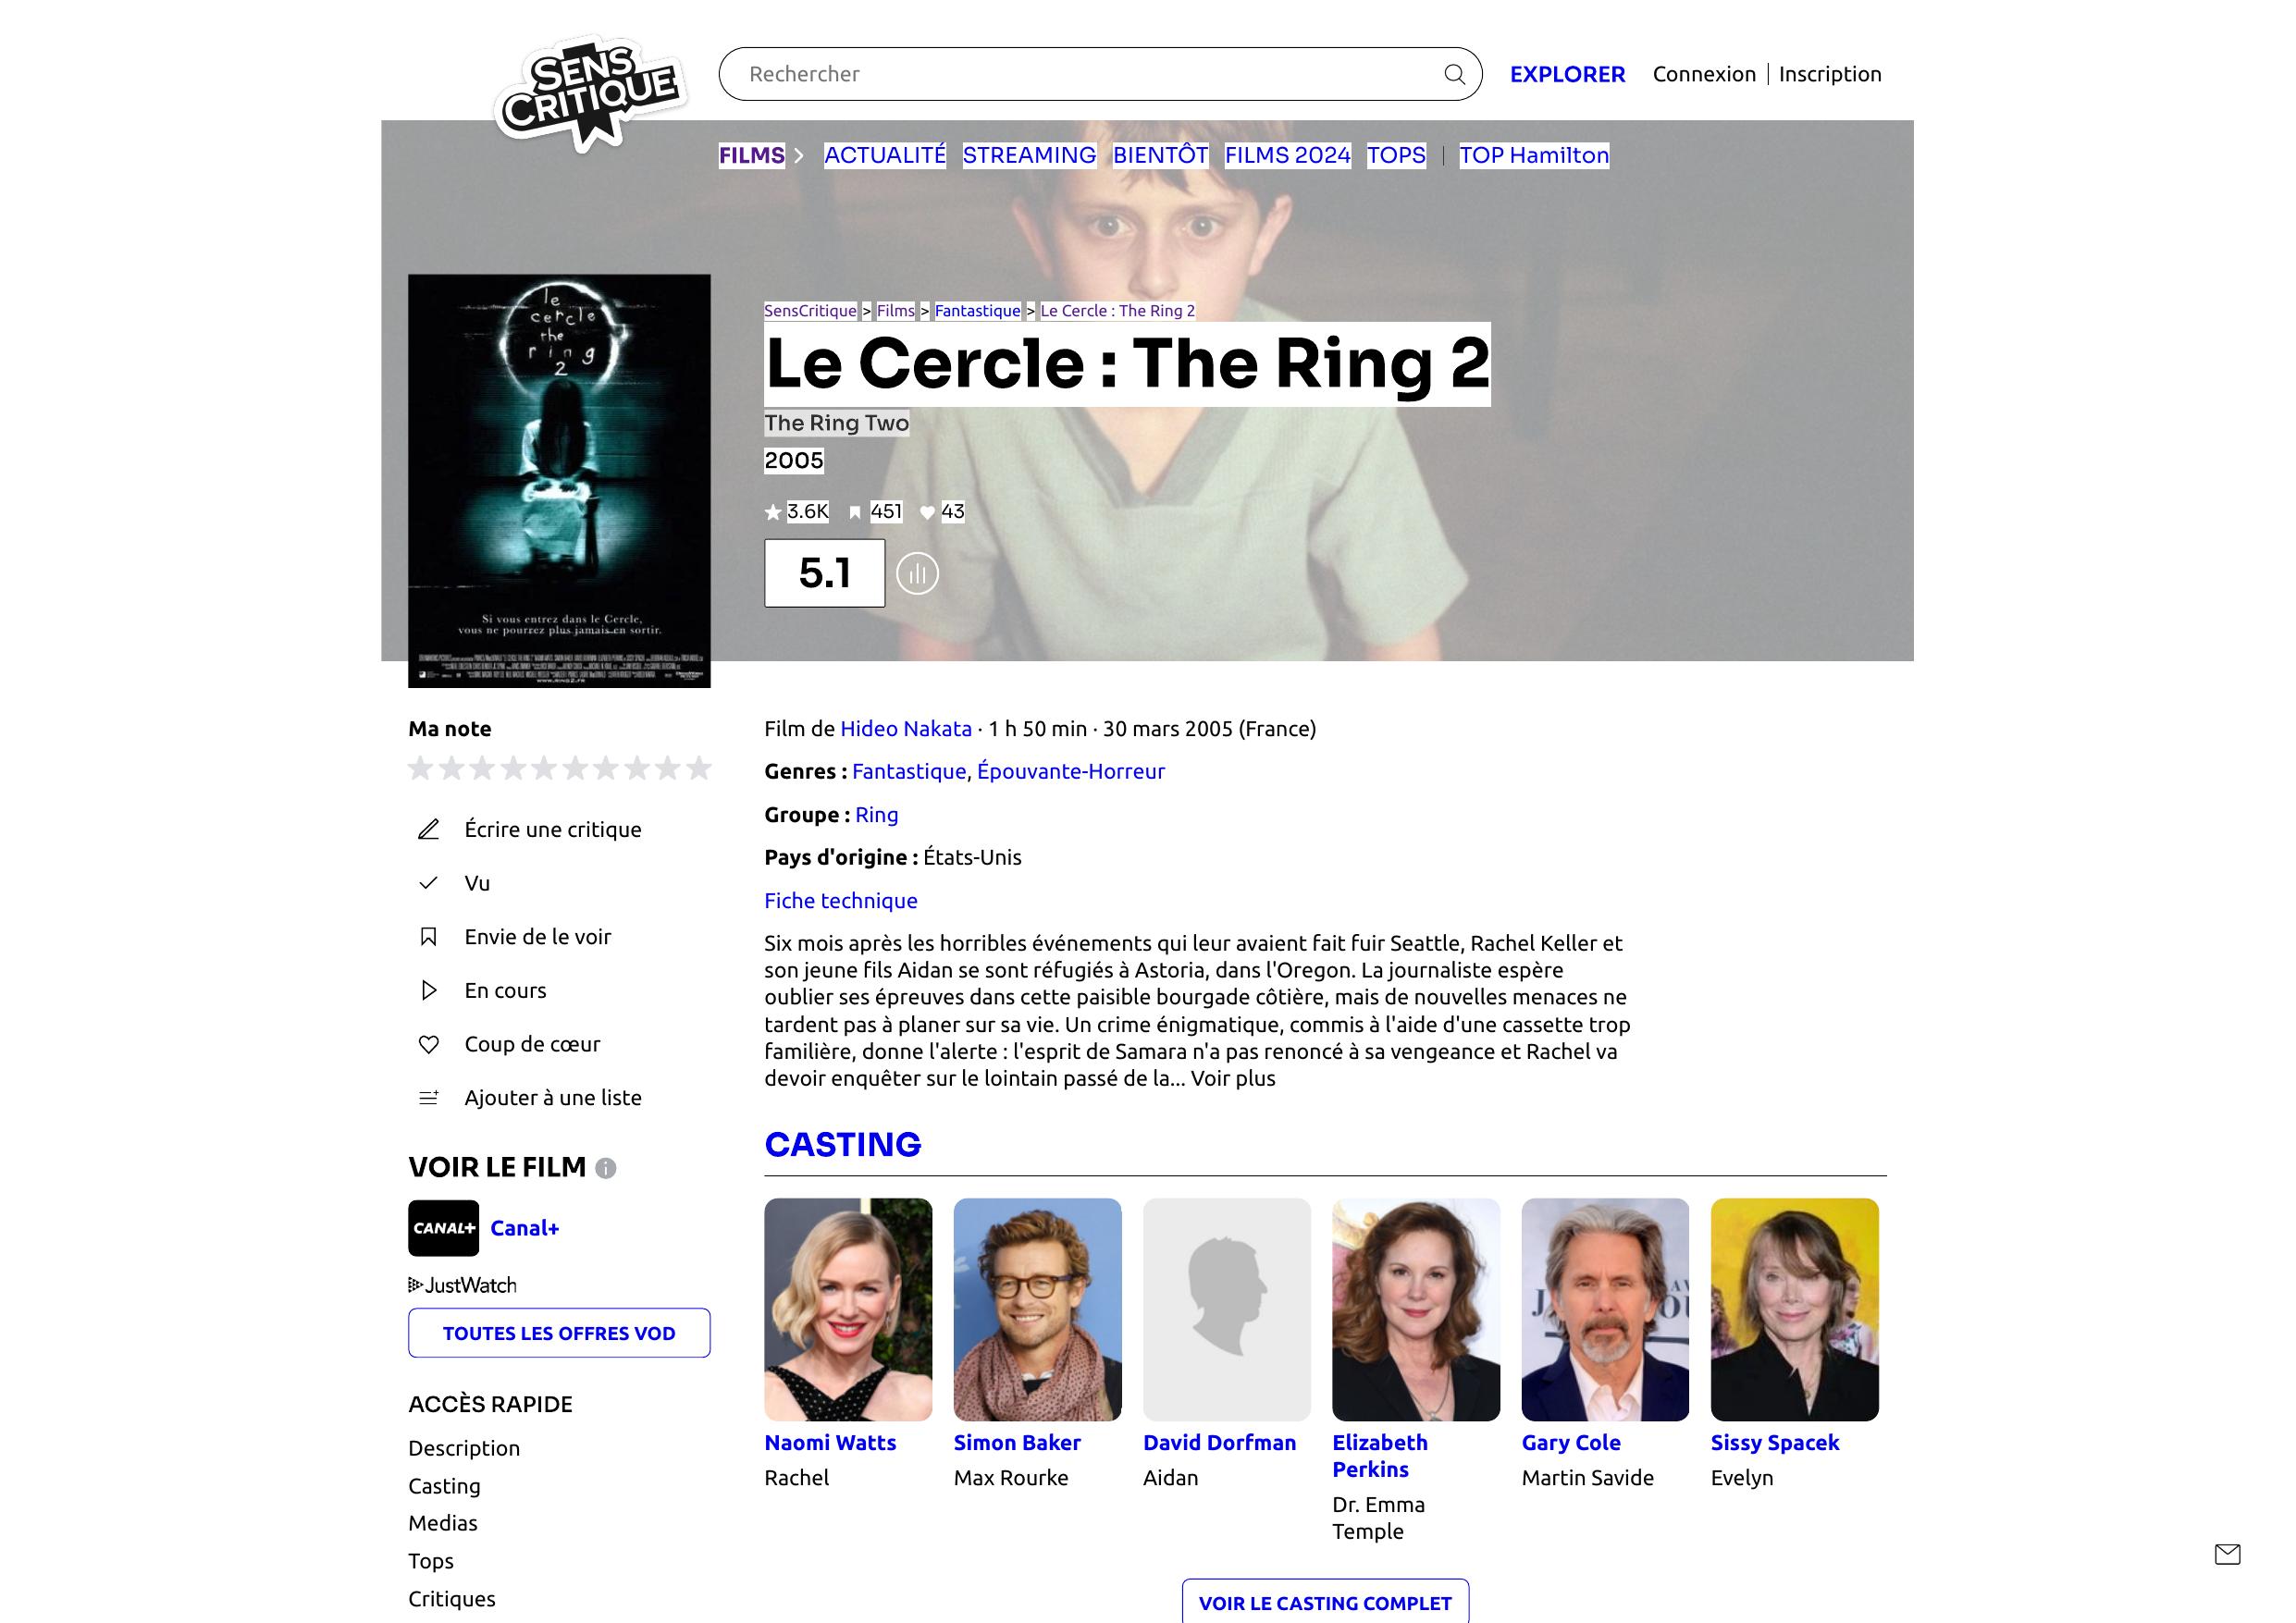 SENS
CRITIQUE
Rechercher
EXPLORER
Connexion
Inscription
FILMS
ACTUALITÉ
STREAMING
BIENTÔT
FILMS 2024
TOPS
TOP Hamilton
le
cercle
the
ring
2
Si vous entrez dans le Cercle,
vous ne pourrez plus jamais en sortir.
SensCritique > Films > Fantastique > Le Cercle : The Ring 2
Le Cercle : The Ring 2
The Ring Two
2005
3.6K 451 43
5.1
Ma note
Écrire une critique
Vu
Envie de le voir
En cours
Coup de cœur
Ajouter à une liste
VOIR LE FILM
CANAL+ Canal+
JustWatch
TOUTES LES OFFRES VOD
ACCÈS RAPIDE
Description
Casting
Medias
Tops
Critiques
Film de Hideo Nakata · 1 h 50 min · 30 mars 2005 (France)
Genres : Fantastique, Épouvante-Horreur
Groupe : Ring
Pays d'origine : États-Unis
Fiche technique
Six mois après les horribles événements qui leur avaient fait fuir Seattle, Rachel Keller et
son jeune fils Aidan se sont réfugiés à Astoria, dans l'Oregon. La journaliste espère
oublier ses épreuves dans cette paisible bourgade côtière, mais de nouvelles menaces ne
tardent pas à planer sur sa vie. Un crime énigmatique, commis à l'aide d'une cassette trop
familière, donne l'alerte : l'esprit de Samara n'a pas renoncé à sa vengeance et Rachel va
devoir enquêter sur le lointain passé de la... Voir plus
CASTING
Naomi Watts
Rachel
Simon Baker
Max Rourke
David Dorfman
Aidan
Elizabeth
Perkins
Dr. Emma
Temple
Gary Cole
Martin Savide
Sissy Spacek
Evelyn
VOIR LE CASTING COMPLET